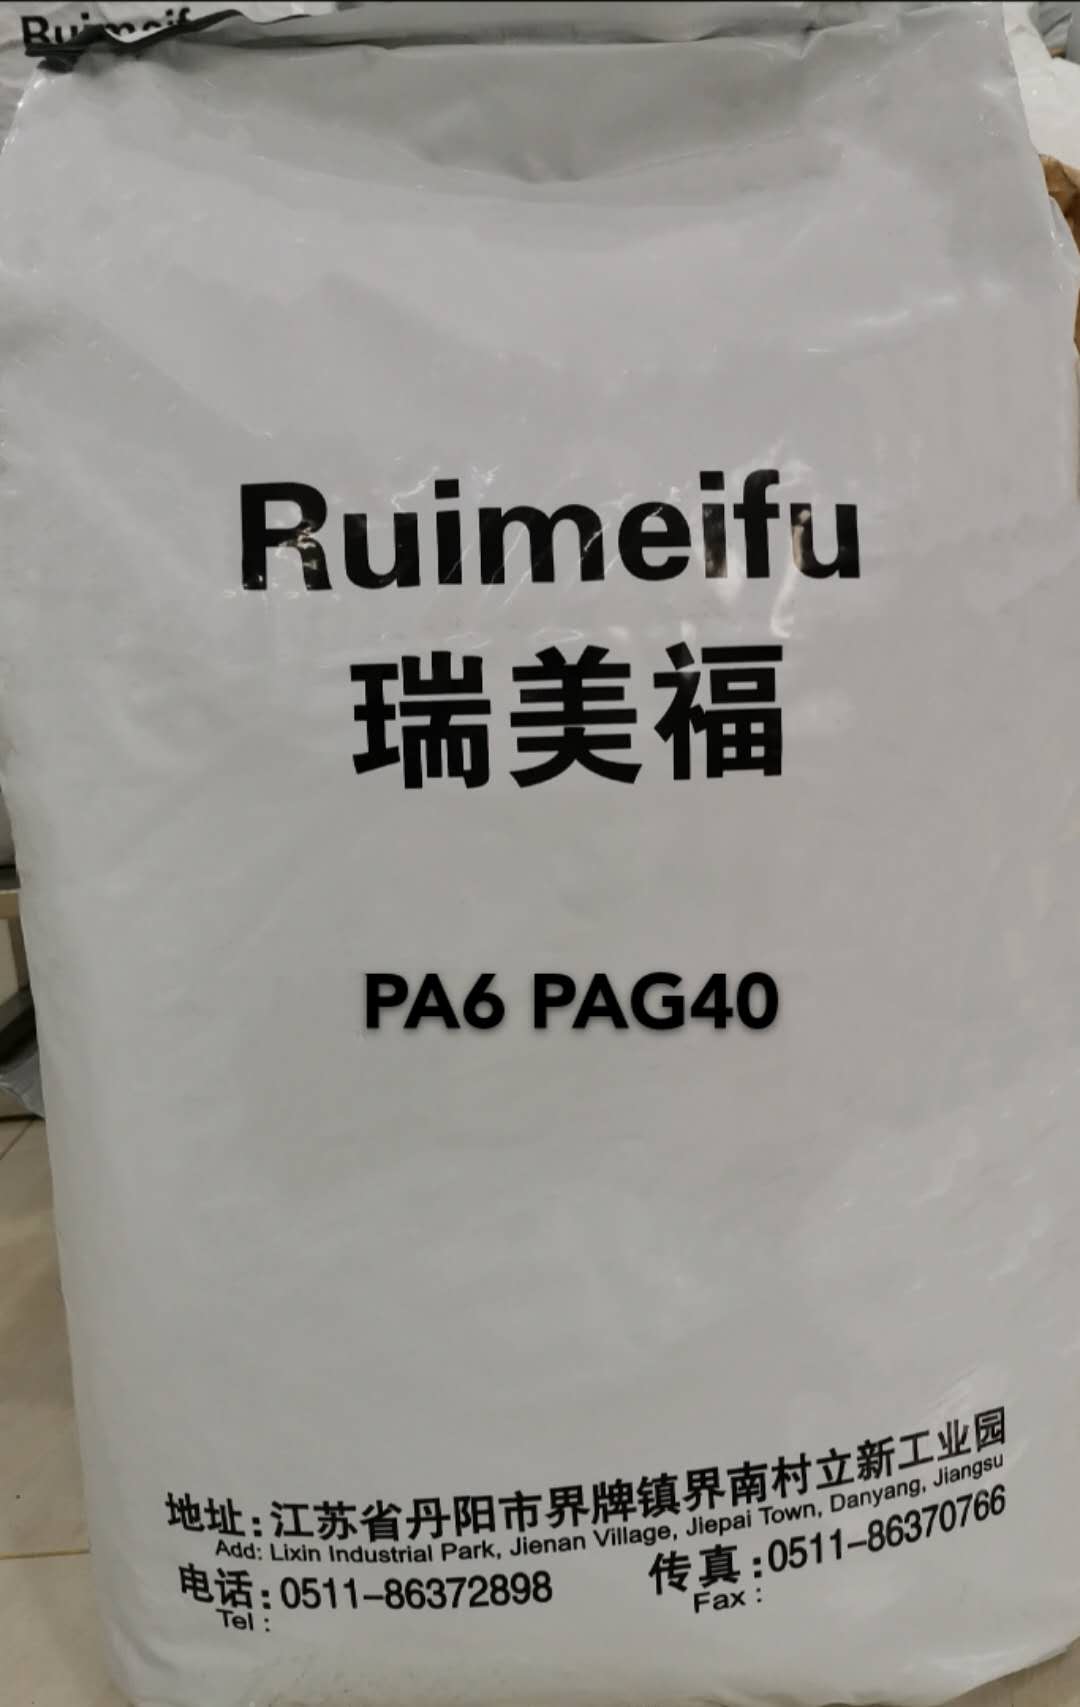 Ruimeif
Ruimeifu
瑞美福
PA6 PAG40
地址:江苏省丹阳市界牌镇界南村立新工业园
Add: Lixin Industrial Park, Jienan Village, Jiepai Town, Danyang, Jiangsu
电话:0511-86372898 传真:0511-86370766
Tel : Fax :